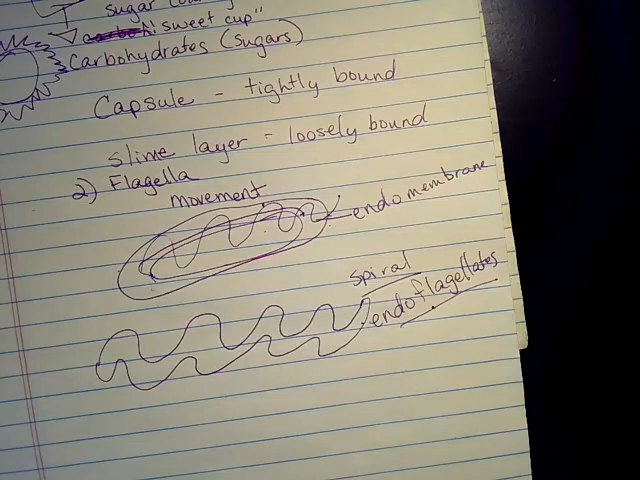 sugar
"sweet cup"
Carbohydrates (sugars)
Capsule - tightly bound
Slime layer - loosely bound
2) Flagella
movement
endomembrane
spiral
endoflagellates